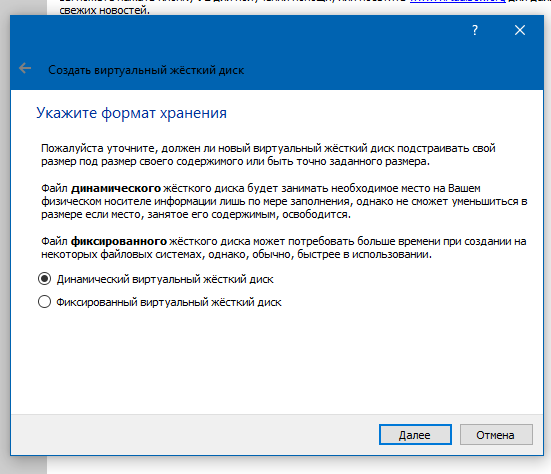 свежих новостей.
?
Создать виртуальный жёсткий диск
Укажите формат хранения
Пожалуйста уточните, должен ли новый виртуальный жёсткий диск подстраивать свой
размер под размер своего содержимого или быть точно заданного размера.
Файл динамического жёсткого диска будет занимать необходимое место на Вашем
физическом носителе информации лишь по мере заполнения, однако не сможет уменьшиться в
размере если место, занятое его содержимым, освободится.
Файл фиксированного жёсткого диска может потребовать больше времени при создании на
некоторых файловых системах, однако, обычно, быстрее в использовании.
Динамический виртуальный жёсткий диск
Фиксированный виртуальный жёсткий диск
Далее
Отмена